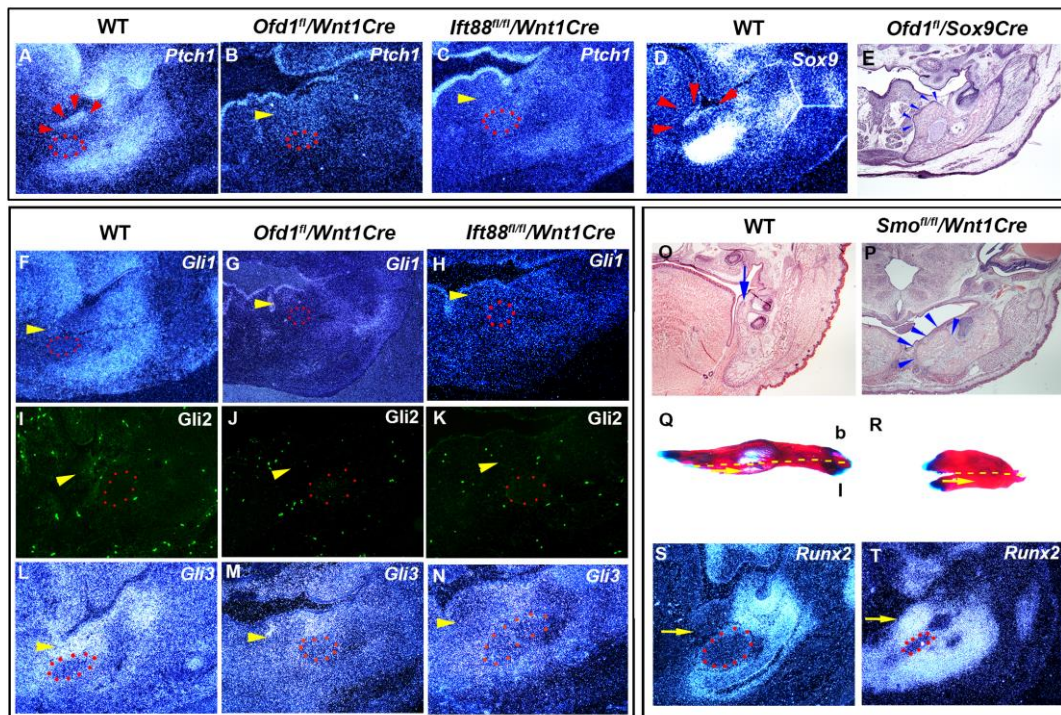 WT Ofd1fl/Wnt1Cre Ift88fl/fl/Wnt1Cre WT Ofd1fl/Sox9Cre
A Ptch1 B Ptch1 C Ptch1 D Sox9 E
WT Ofd1fl/Wnt1Cre Ift88fl/fl/Wnt1Cre
F Gli1 G Gli1 H Gli1
I Gli2 J Gli2 K Gli2
L Gli3 M Gli3 N Gli3
WT Smofl/fl/Wnt1Cre
O P
Q b l R
S Runx2 T Runx2